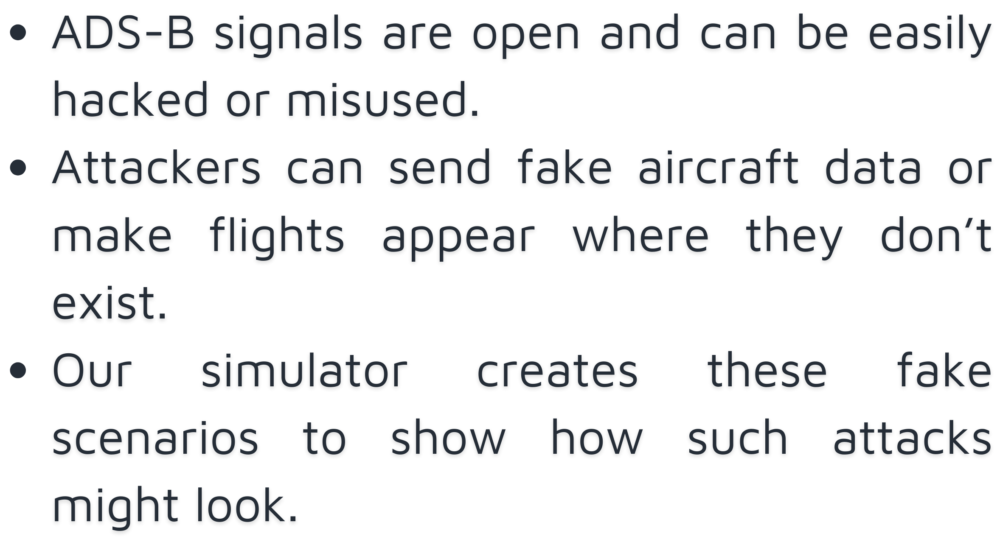 • ADS-B signals are open and can be easily
hacked or misused.
• Attackers can send fake aircraft data or
make flights appear where they don’t
exist.
• Our simulator creates these fake
scenarios to show how such attacks
might look.